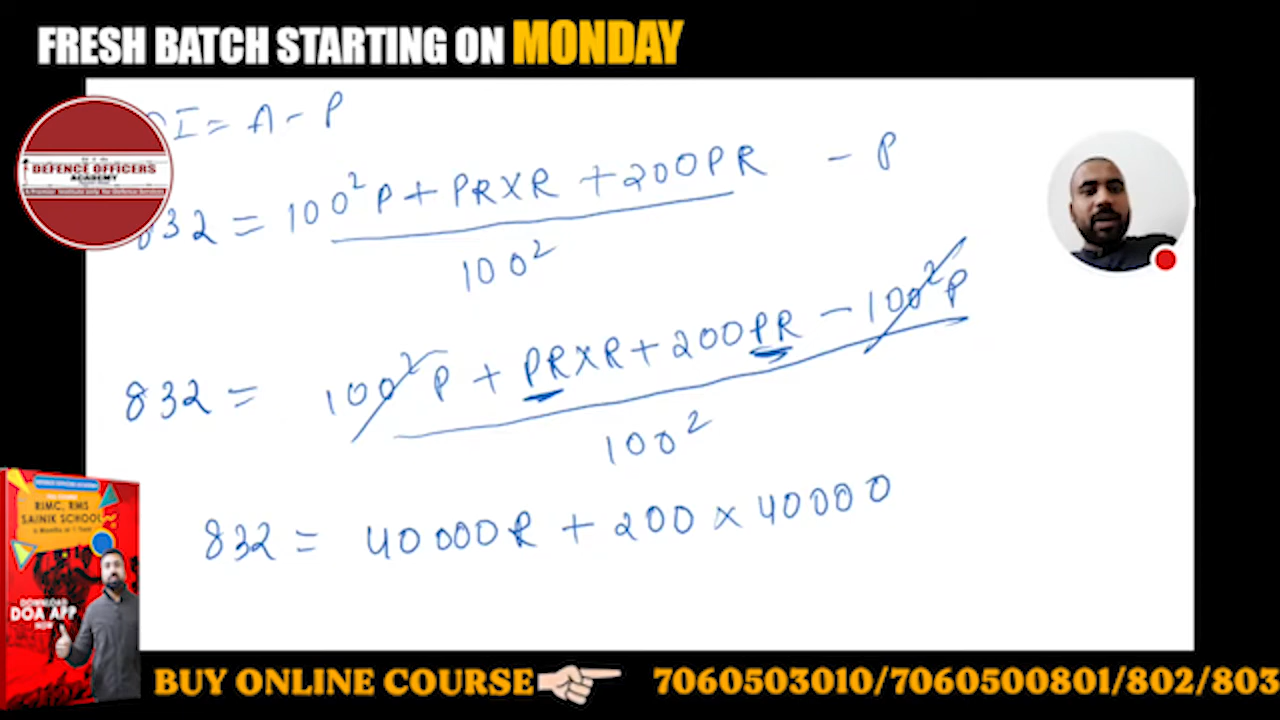 FRESH BATCH STARTING ON MONDAY
I = A - P
DEFENCE OFFICERS
ACADEMY
832 = 100²P + PR×R + 200PR - P
100²
832 = 100²P + PR×R + 200PR - 100²P
100²
832 = 40000R + 200 × 40000
RIMC, RMS
SAINIK SCHOOL
DOWNLOAD
DOA APP
NOW
BUY ONLINE COURSE 7060503010/7060500801/802/803